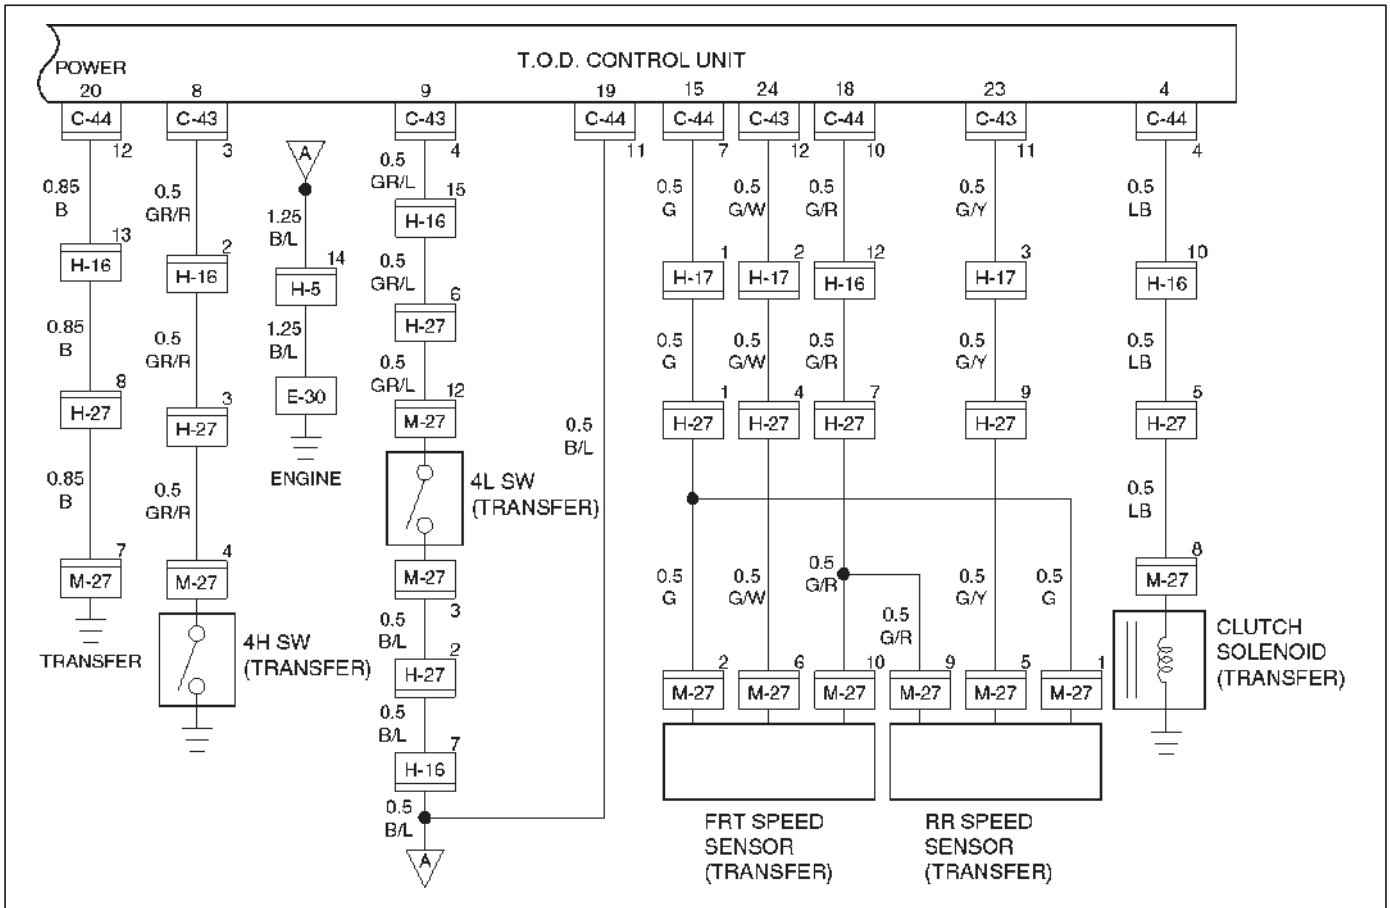 T.O.D. CONTROL UNIT
POWER
20 8 9 19 15 24 18 23 4
C-44 C-43 C-43 C-44 C-44 C-43 C-44 C-43 C-44
12 3 4 11 7 12 10 11 4
A
0.85
B
0.5
GR/R
1.25
B/L
0.5
GR/L
0.5
G
0.5
G/W
0.5
G/R
0.5
G/Y
0.5
LB
13
H-16
2
H-16
14
H-5
15
H-16
1
H-17
2
H-17
12
H-16
3
H-17
10
H-16
0.85
B
0.5
GR/R
1.25
B/L
0.5
GR/L
0.5
G
0.5
G/W
0.5
G/R
0.5
G/Y
0.5
LB
8
H-27
3
H-27
E-30
ENGINE
6
H-27
0.5
GR/L
12
M-27
0.5
B/L
1
H-27
4
H-27
7
H-27
9
H-27
5
H-27
0.85
B
0.5
GR/R
4L SW
(TRANSFER)
0.5
LB
7
M-27
TRANSFER
4
M-27
4H SW
(TRANSFER)
M-27
3
0.5
B/L
2
H-27
0.5
B/L
7
H-16
0.5
B/L
A
0.5
G
0.5
G/W
0.5
G/R
0.5
G/R
0.5
G/Y
0.5
G
8
M-27
CLUTCH
SOLENOID
(TRANSFER)
2 6 10 9 5 1
M-27 M-27 M-27 M-27 M-27 M-27
FRT SPEED
SENSOR
(TRANSFER)
RR SPEED
SENSOR
(TRANSFER)